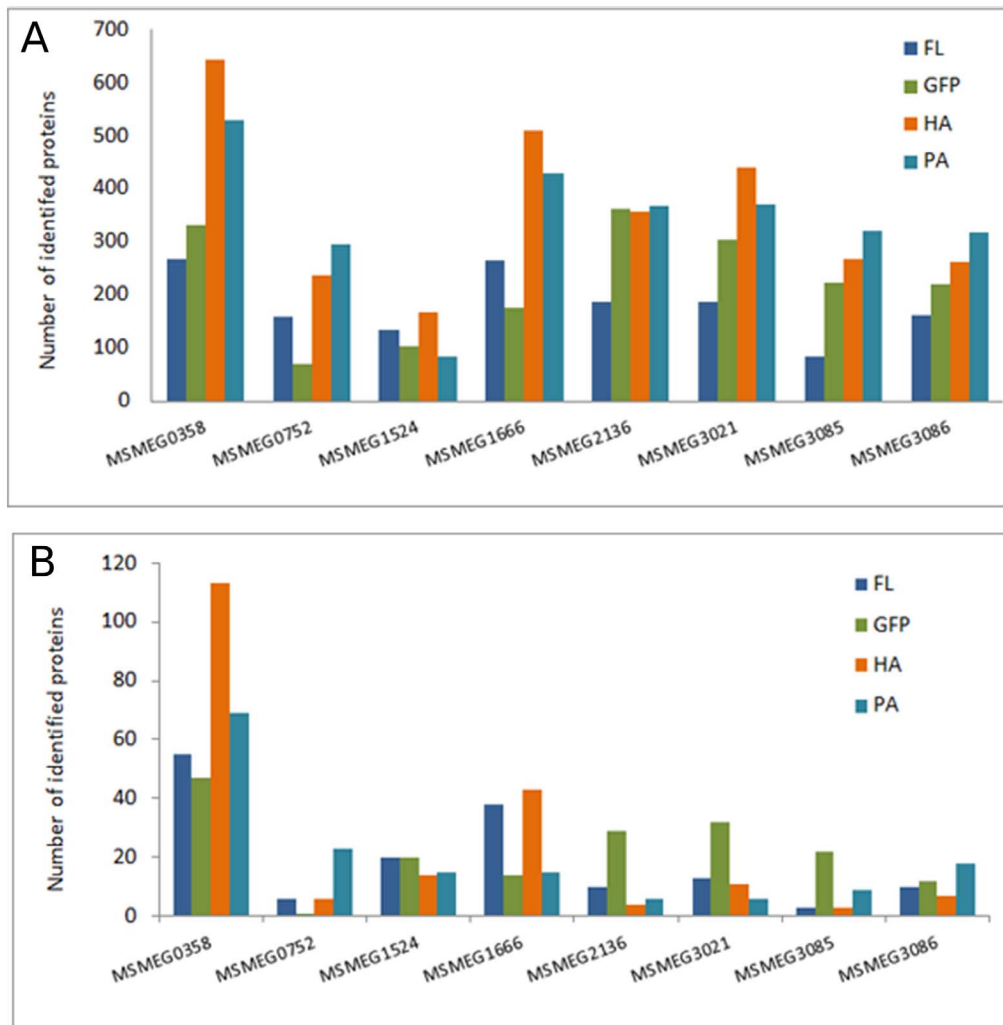 A
700
600
500
400
300
200
100
0
Number of identifed proteins
FL
GFP
HA
PA
MSMEG0358
MSMEG0752
MSMEG1524
MSMEG1666
MSMEG2136
MSMEG3021
MSMEG3085
MSMEG3086
B
120
100
80
60
40
20
0
Number of identified proteins
FL
GFP
HA
PA
MSMEG0358
MSMEG0752
MSMEG1524
MSMEG1666
MSMEG2136
MSMEG3021
MSMEG3085
MSMEG3086